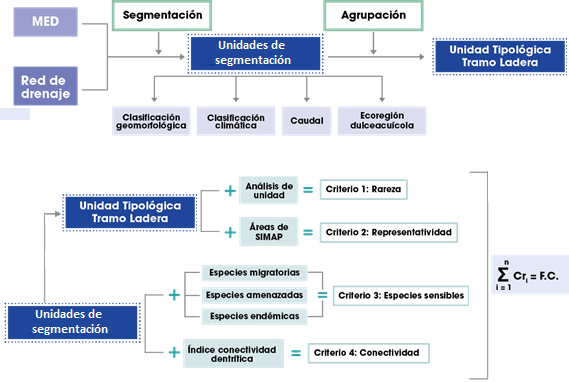 Segmentación
Agrupación
MED
Red de
drenaje
Unidades de
segmentación
Unidad Tipológica
Tramo Ladera
Clasificación
geomorfológica
Clasificación
climática
Caudal
Ecoregión
dulceacuícola
Unidad Tipológica
Tramo Ladera
+
Análisis de
unidad
=
Criterio 1: Rareza
+
Áreas de
SIMAP
=
Criterio 2: Representatividad
Unidades de
segmentación
+
Especies migratorias
Especies amenazadas
Especies endémicas
=
Criterio 3: Especies sensibles
+
Índice conectividad
dentrítica
=
Criterio 4: Conectividad
n
∑ Crᵢ = F.C.
i = 1